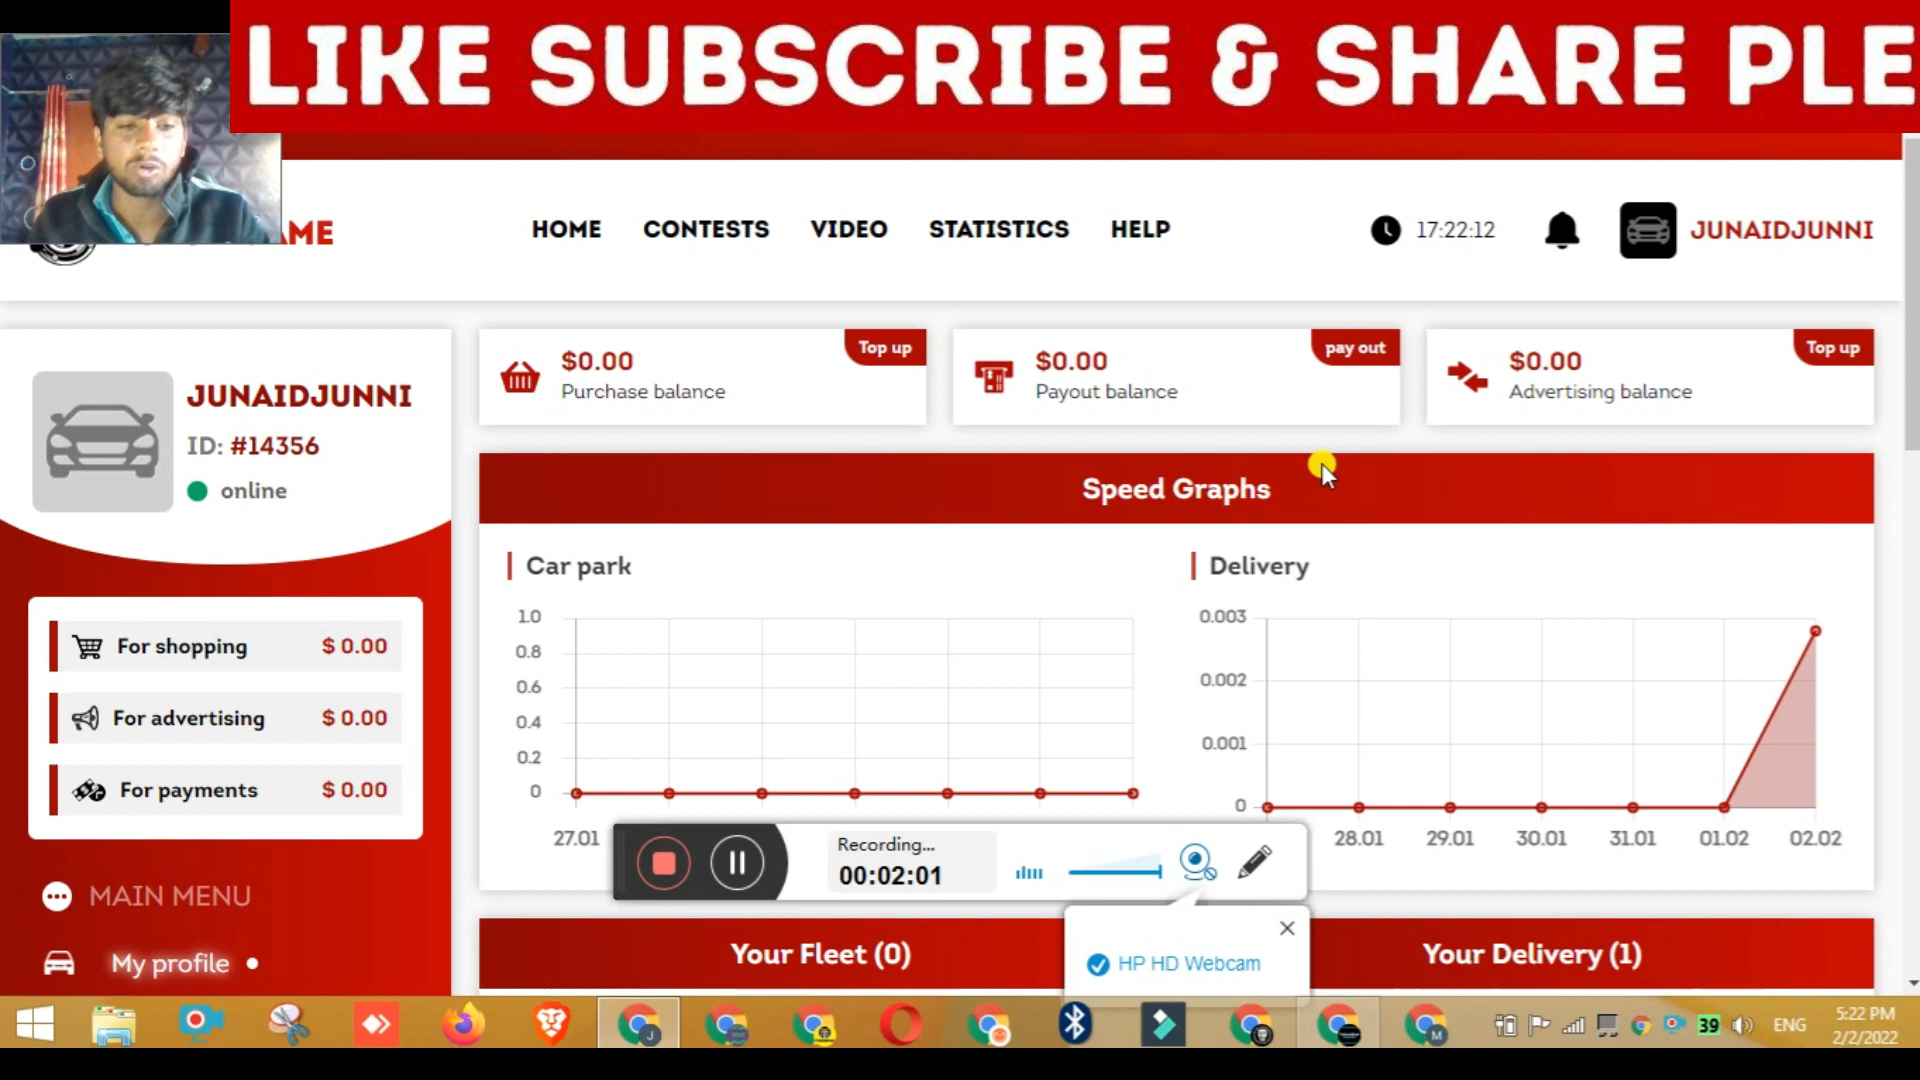 LIKE SUBSCRIBE & SHARE PLE
AME
HOME CONTESTS VIDEO STATISTICS HELP
17:22:12
JUNAIDJUNNI
JUNAIDJUNNI
ID: #14356
online
$0.00
Purchase balance
Top up
$0.00
Payout balance
pay out
$0.00
Advertising balance
Top up
Speed Graphs
Car park
1.0
0.8
0.6
0.4
0.2
0
27.01
Delivery
0.003
0.002
0.001
0
28.01 29.01 30.01 31.01 01.02 02.02
For shopping $ 0.00
For advertising $ 0.00
For payments $ 0.00
MAIN MENU
My profile
Recording...
00:02:01
HP HD Webcam
Your Fleet (0)
Your Delivery (1)
J
M
39
ENG
5:22 PM
2/2/2022